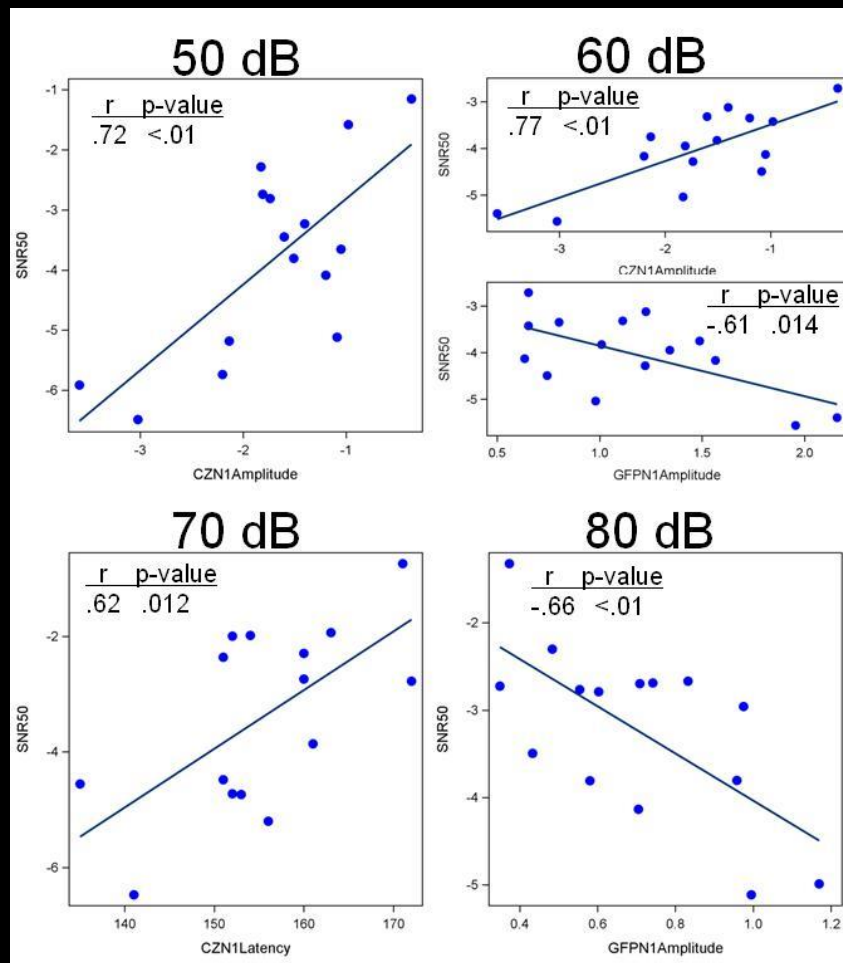 50 dB
r p-value
.72 <.01
-1
-2
-3
-4
-5
-6
SNR50
-3 -2 -1
CZN1Amplitude
60 dB
r p-value
.77 <.01
-3
-4
-5
SNR50
-3 -2 -1
CZN1Amplitude
r p-value
-.61 .014
-3
-4
-5
SNR50
0.5 1.0 1.5 2.0
GFPN1Amplitude
70 dB
r p-value
.62 .012
-2
-4
-6
SNR50
140 150 160 170
CZN1Latency
80 dB
r p-value
-.66 <.01
-2
-3
-4
-5
SNR50
0.4 0.6 0.8 1.0 1.2
GFPN1Amplitude